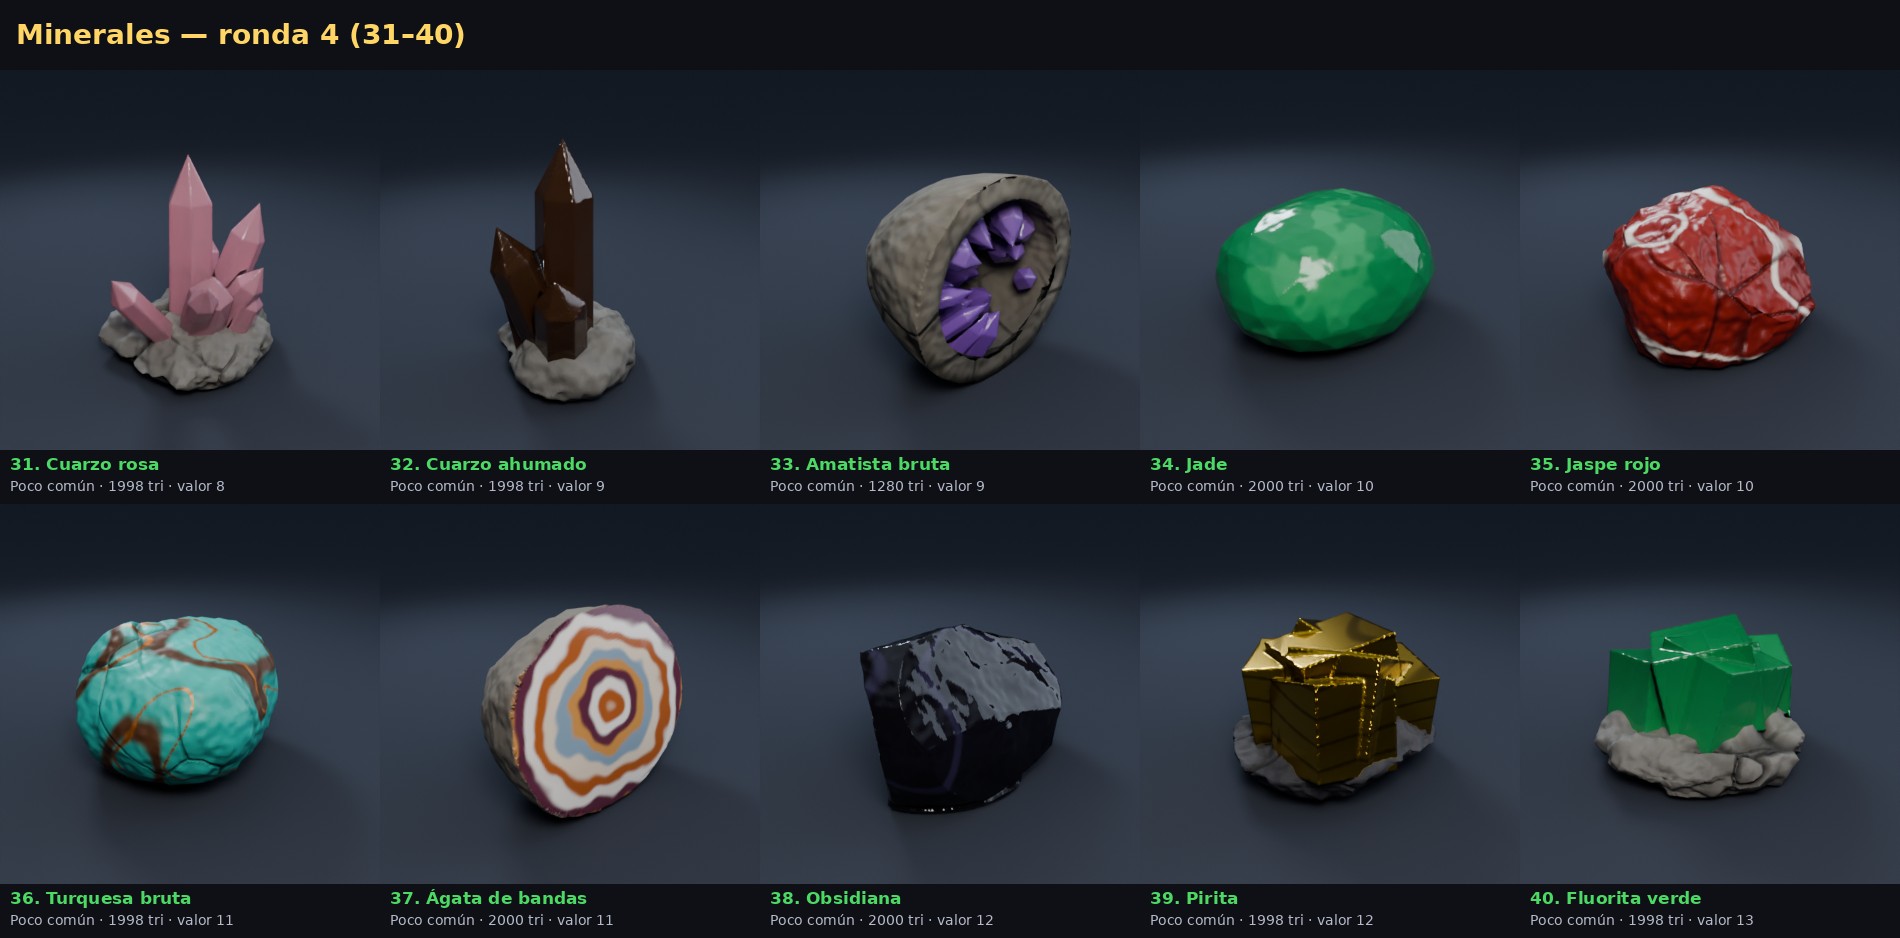 Minerales — ronda 4 (31–40)
31. Cuarzo rosa
Poco común · 1998 tri · valor 8
32. Cuarzo ahumado
Poco común · 1998 tri · valor 9
33. Amatista bruta
Poco común · 1280 tri · valor 9
34. Jade
Poco común · 2000 tri · valor 10
35. Jaspe rojo
Poco común · 2000 tri · valor 10
36. Turquesa bruta
Poco común · 1998 tri · valor 11
37. Ágata de bandas
Poco común · 2000 tri · valor 11
38. Obsidiana
Poco común · 2000 tri · valor 12
39. Pirita
Poco común · 1998 tri · valor 12
40. Fluorita verde
Poco común · 1998 tri · valor 13